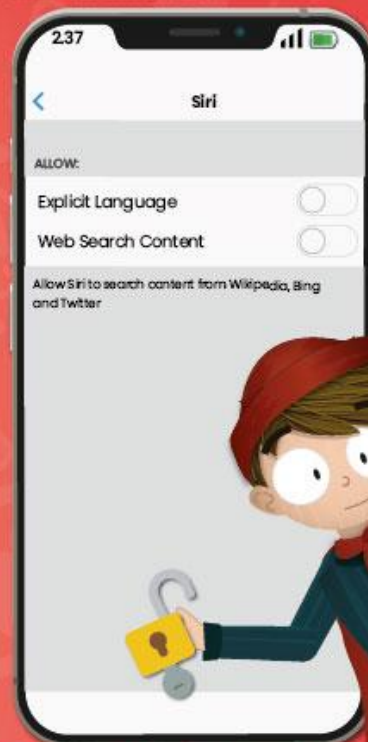 2.37
Siri
ALLOW:
Explicit Language
Web Search Content
Allow Siri to search content from Wikipedia, Bing
and Twitter